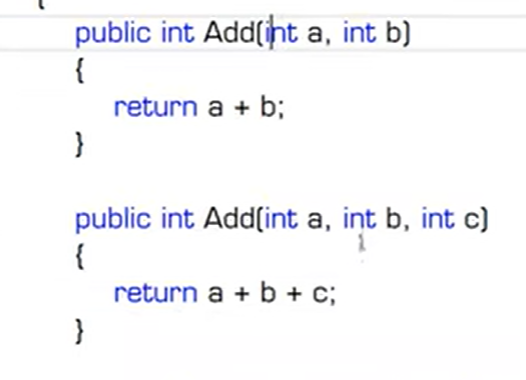 {
public int Add(int a, int b)
{
return a + b;
}
public int Add(int a, int b, int c)
{
return a + b + c;
}